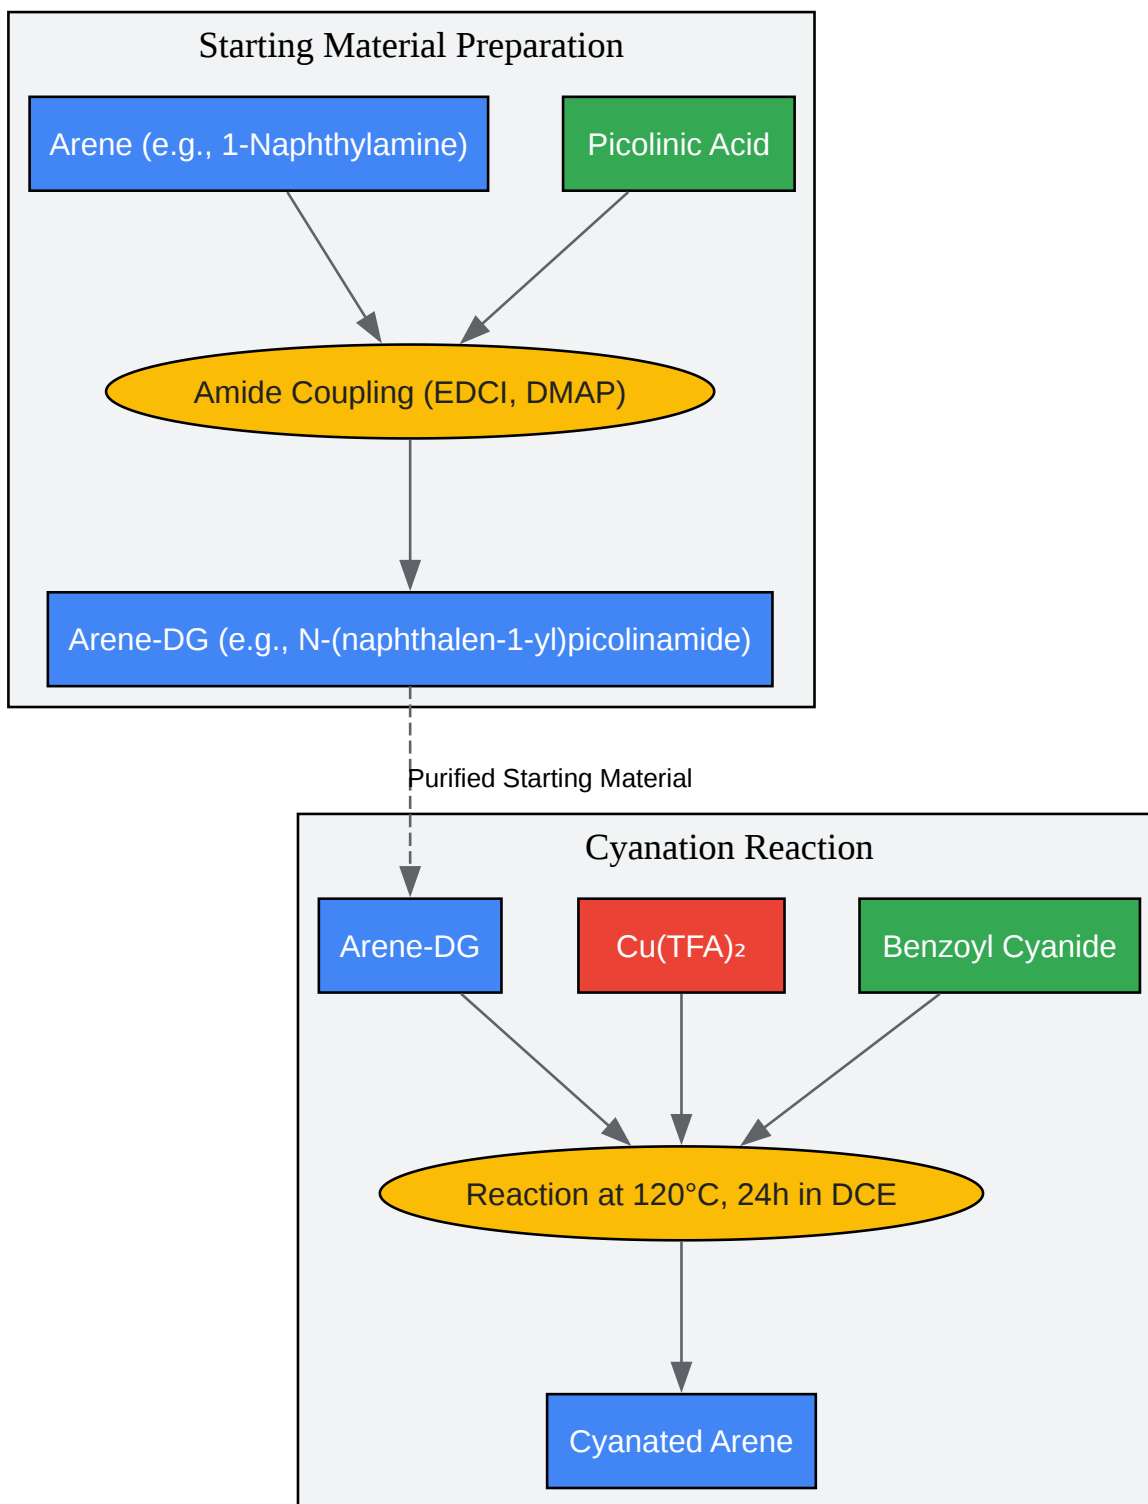 Starting Material Preparation
Arene (e.g., 1-Naphthylamine)
Picolinic Acid
Amide Coupling (EDCI, DMAP)
Arene-DG (e.g., N-(naphthalen-1-yl)picolinamide)
Purified Starting Material
Cyanation Reaction
Arene-DG
Cu(TFA)₂
Benzoyl Cyanide
Reaction at 120°C, 24h in DCE
Cyanated Arene